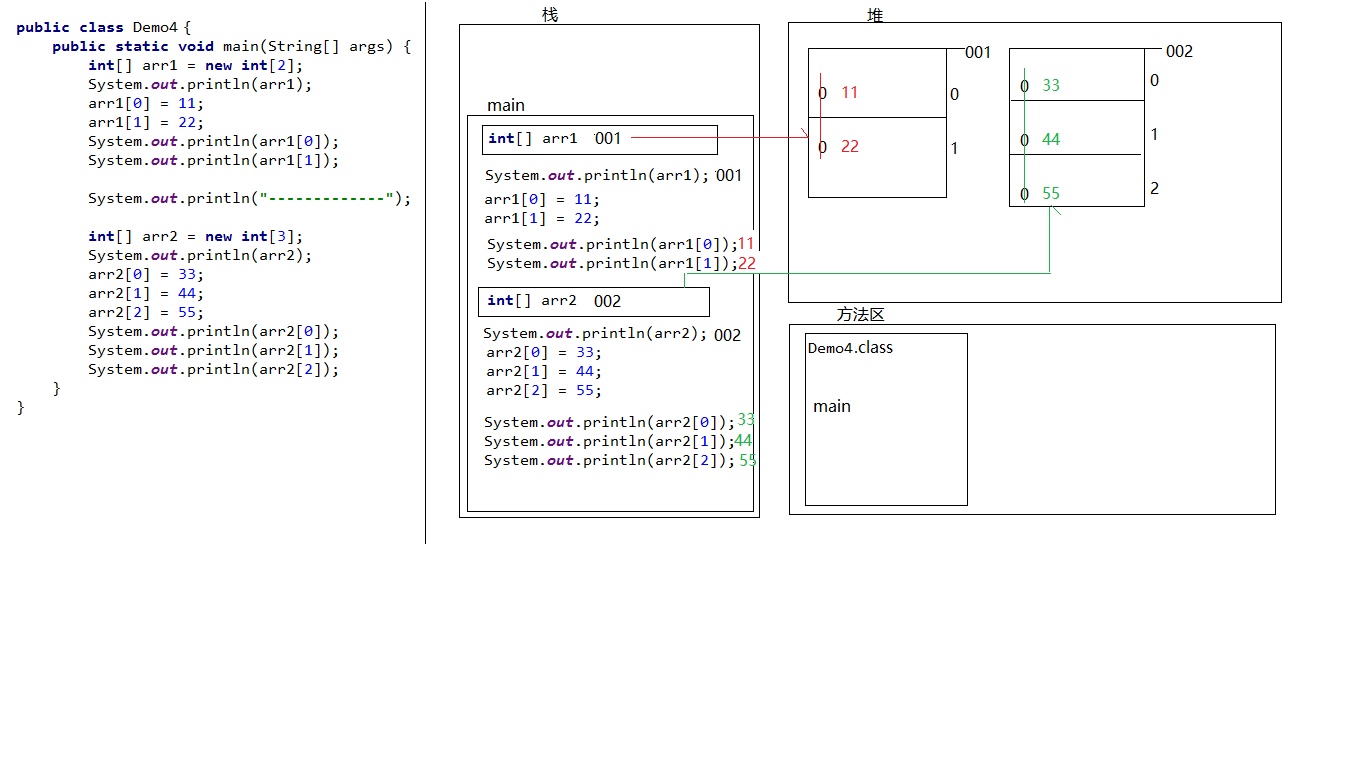 public class Demo4 {
public static void main(String[] args) {
int[] arr1 = new int[2];
System.out.println(arr1);
arr1[0] = 11;
arr1[1] = 22;
System.out.println(arr1[0]);
System.out.println(arr1[1]);
System.out.println("-------------");
int[] arr2 = new int[3];
System.out.println(arr2);
arr2[0] = 33;
arr2[1] = 44;
arr2[2] = 55;
System.out.println(arr2[0]);
System.out.println(arr2[1]);
System.out.println(arr2[2]);
}
}
栈
main
int[] arr1 001
System.out.println(arr1); 001
arr1[0] = 11;
arr1[1] = 22;
System.out.println(arr1[0]);11
System.out.println(arr1[1]);22
int[] arr2 002
System.out.println(arr2); 002
arr2[0] = 33;
arr2[1] = 44;
arr2[2] = 55;
System.out.println(arr2[0]);33
System.out.println(arr2[1]);44
System.out.println(arr2[2]);55
堆
001
0 11 0
0 22 1
002
0 33 0
0 44 1
0 55 2
方法区
Demo4.class
main